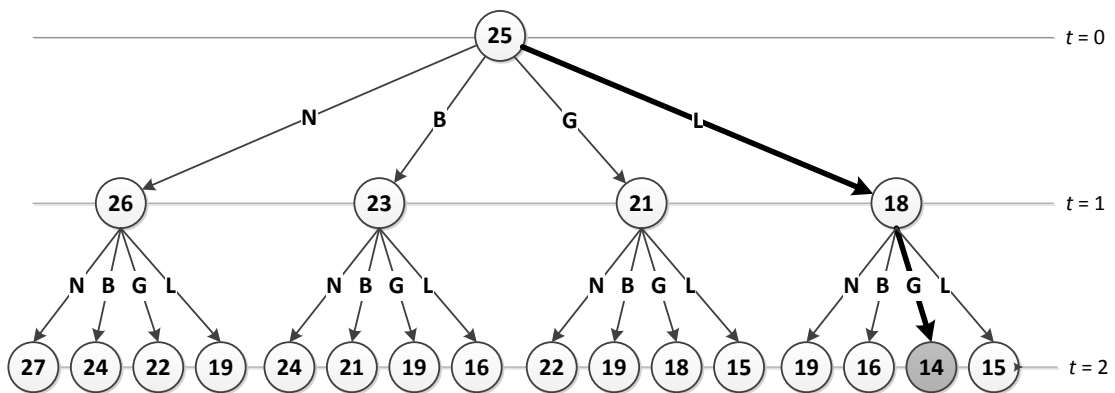 25 t = 0
N B G L
26 23 21 18 t = 1
N B G L N B G L N B G L N B G L
27 24 22 19 24 21 19 16 22 19 18 15 19 16 14 15 t = 2